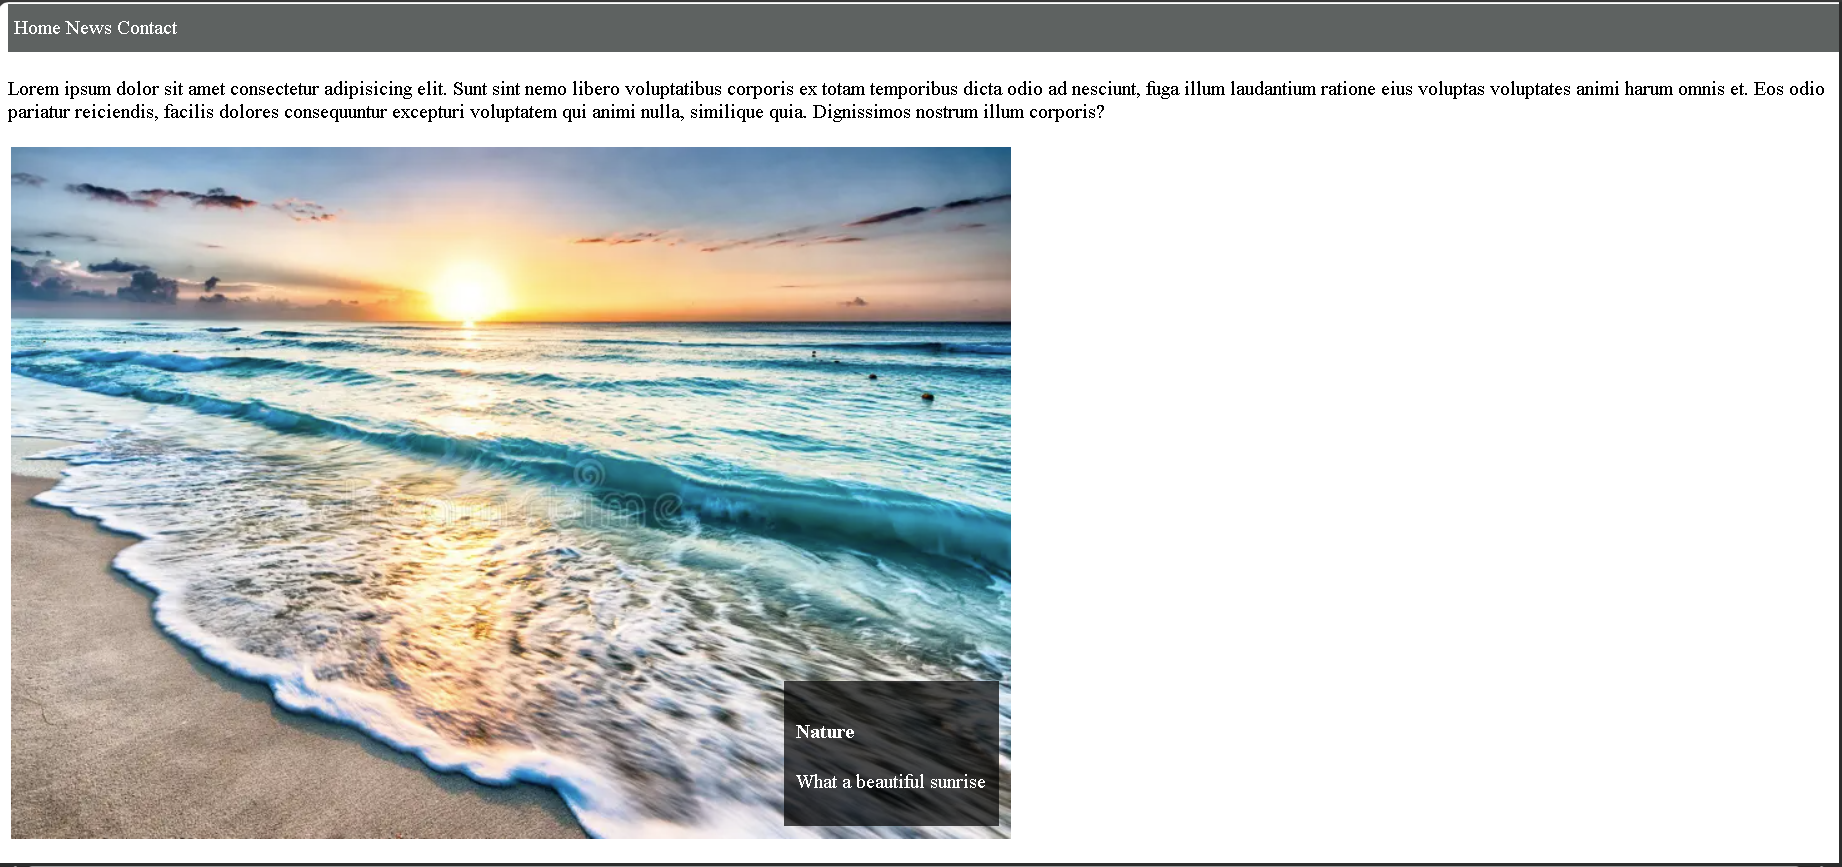 Home News Contact
Lorem ipsum dolor sit amet consectetur adipisicing elit. Sunt sint nemo libero voluptatibus corporis ex totam temporibus dicta odio ad nesciunt, fuga illum laudantium ratione eius voluptas voluptates animi harum omnis et. Eos odio
pariatur reiciendis, facilis dolores consequuntur excepturi voluptatem qui animi nulla, similique quia. Dignissimos nostrum illum corporis?
Nature
What a beautiful sunrise